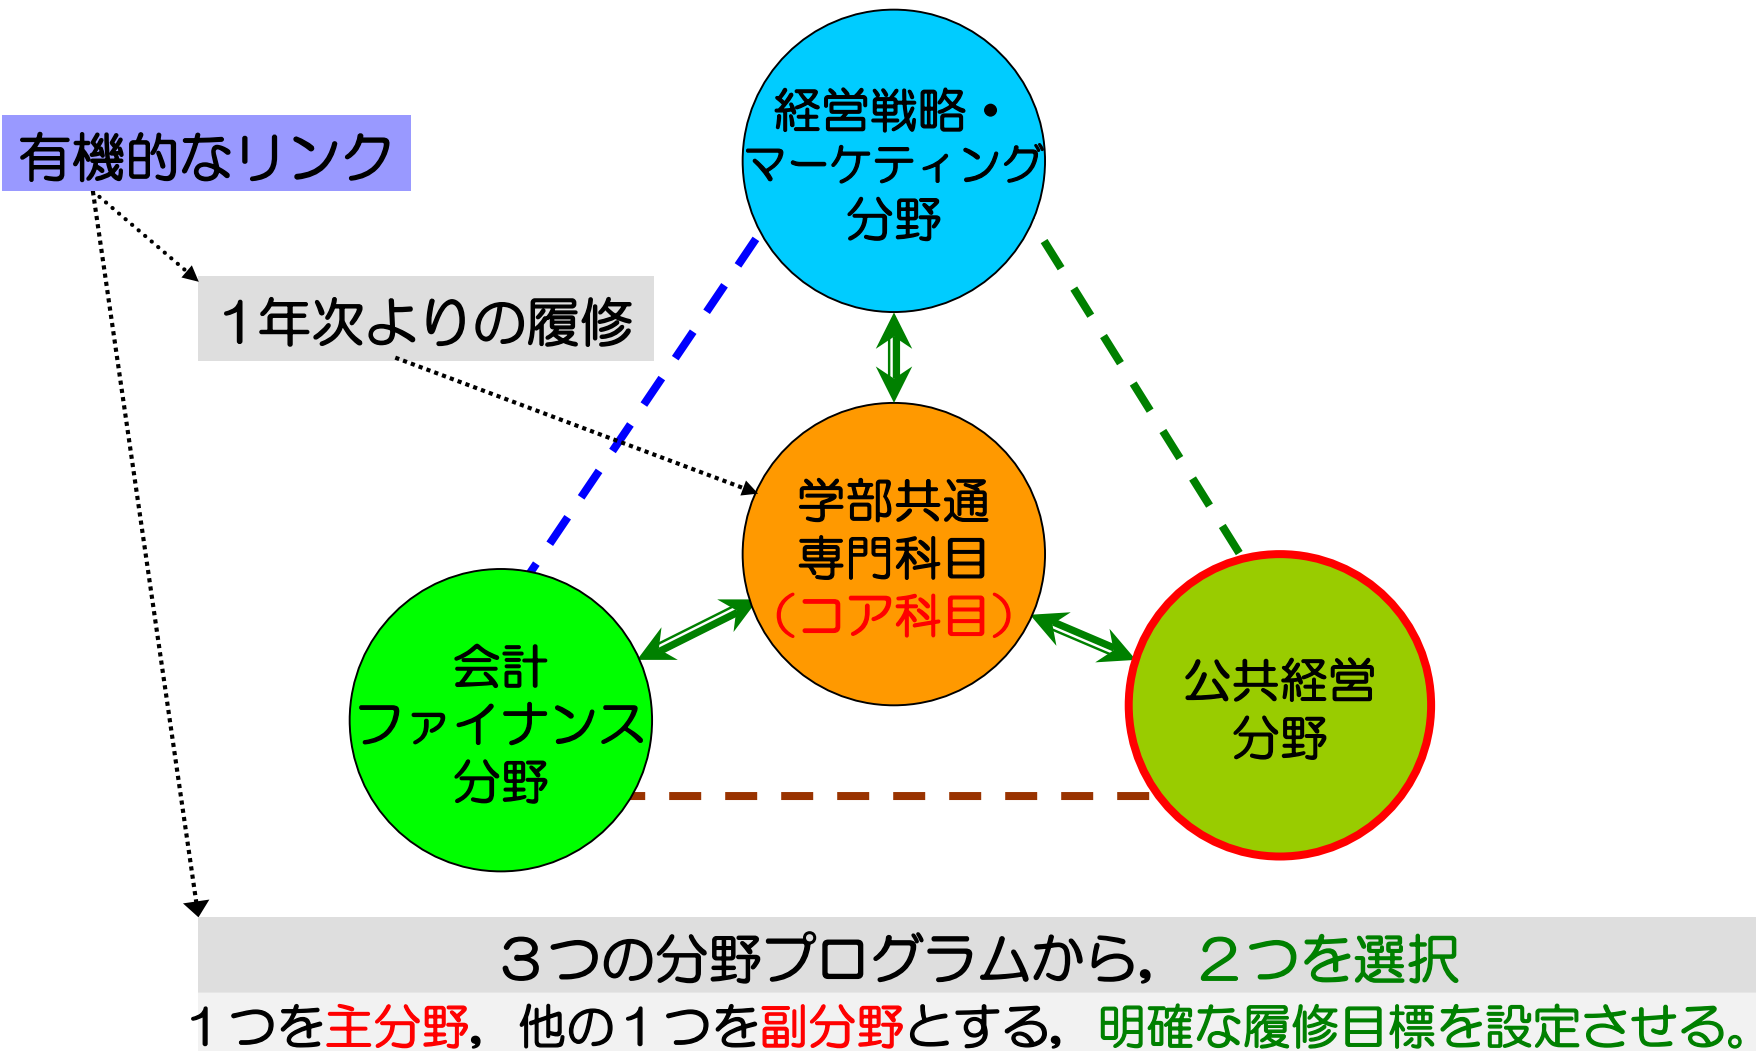 経営戦略・
マーケティング
分野
有機的なリンク
１年次よりの履修
学部共通
専門科目
（コア科目）
会計
ファイナンス
分野
公共経営
分野
３つの分野プログラムから，２つを選択
１つを主分野，他の１つを副分野とする，明確な履修目標を設定させる。